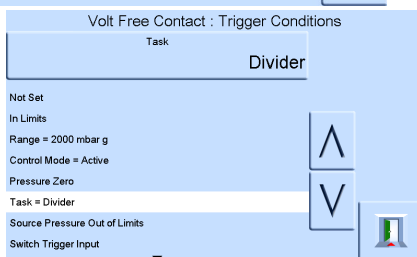 Volt Free Contact : Trigger Conditions
Task
Divider
Not Set
In Limits
Range = 2000 mbar g
Control Mode = Active
Pressure Zero
Task = Divider
Source Pressure Out of Limits
Switch Trigger Input